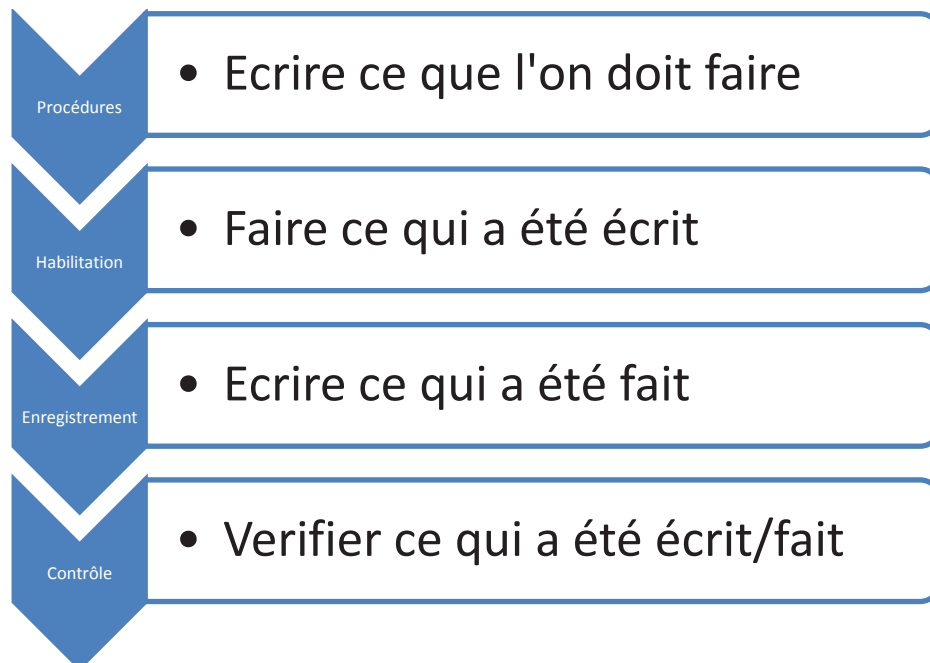 Procédures
• Ecrire ce que l'on doit faire
Habilitation
• Faire ce qui a été écrit
Enregistrement
• Ecrire ce qui a été fait
Contrôle
• Verifier ce qui a été écrit/fait